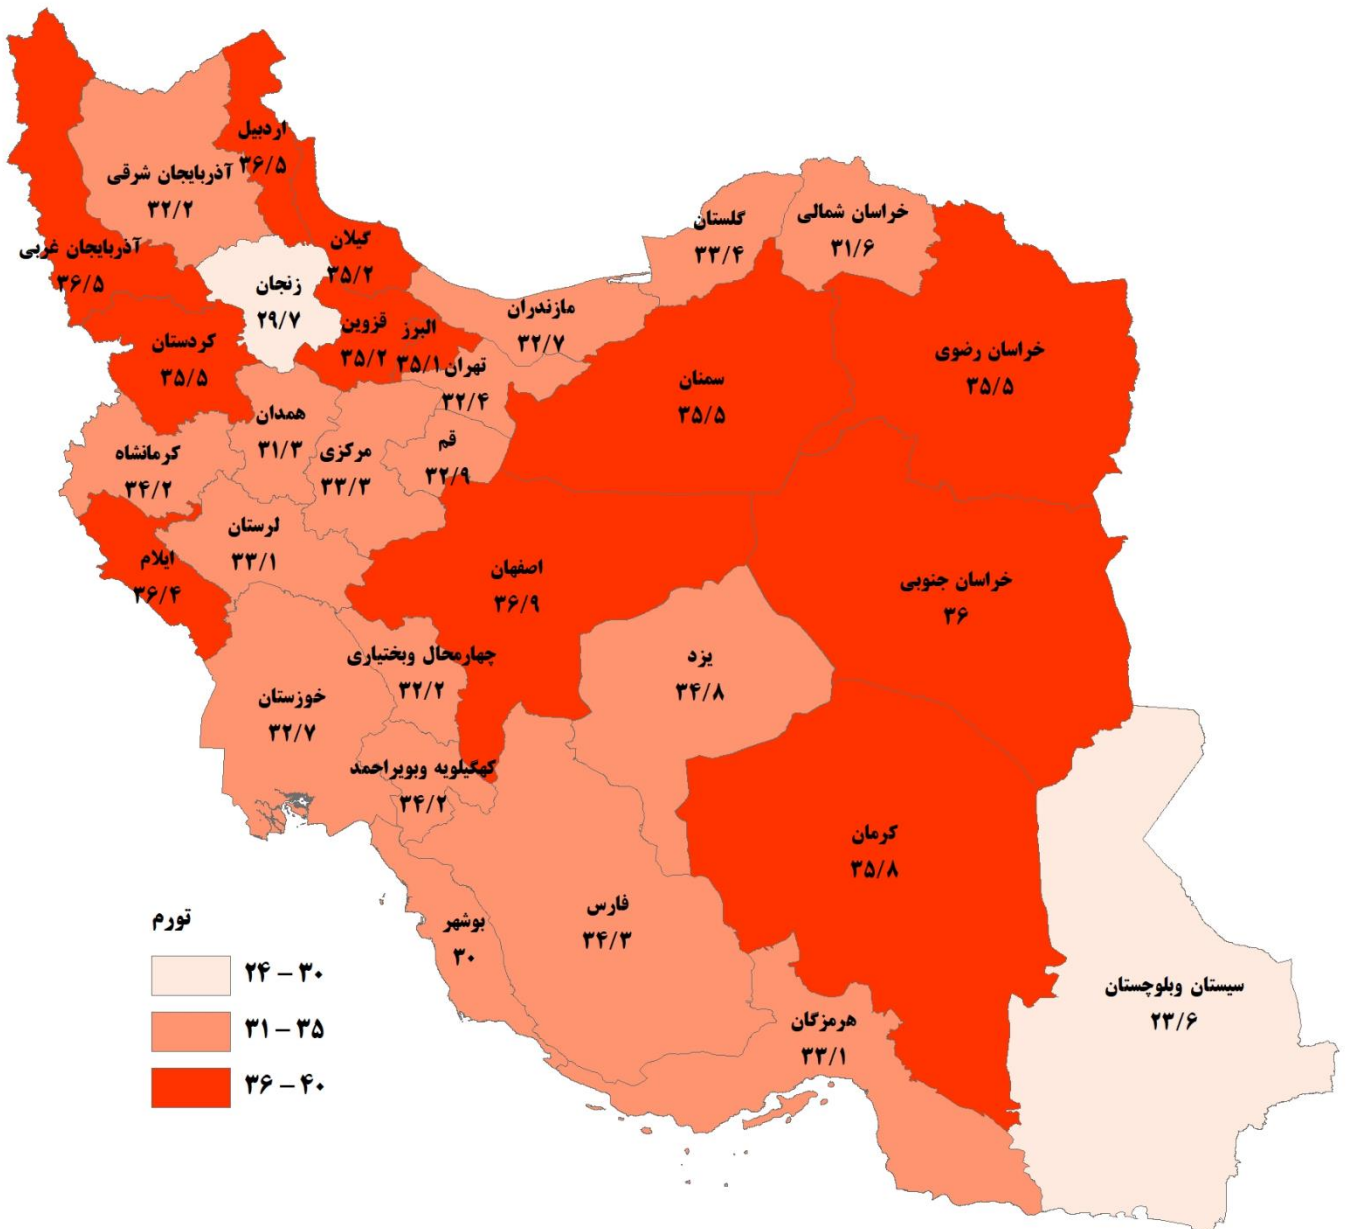 اردبیل
۳۶/۵
آذربایجان شرقی
۳۲/۲
آذربایجان غربی
۳۶/۵
گیلان
۳۵/۲
زنجان
۲۹/۷
کردستان
۳۵/۵
قزوین
۳۵/۲
البرز
۳۵/۱
مازندران
۳۲/۷
گلستان
۳۳/۴
خراسان شمالی
۳۱/۶
خراسان رضوی
۳۵/۵
سمنان
۳۵/۵
تهران
۳۲/۴
همدان
۳۱/۳
مرکزی
۳۳/۳
قم
۳۲/۹
کرمانشاه
۳۴/۲
لرستان
۳۳/۱
ایلام
۳۶/۴
اصفهان
۳۶/۹
خراسان جنوبی
۳۶
یزد
۳۴/۸
چهارمحال وبختیاری
۳۲/۲
خوزستان
۳۲/۷
کهگیلویه وبویراحمد
۳۴/۲
کرمان
۳۵/۸
فارس
۳۴/۳
بوشهر
۳۰
هرمزگان
۳۳/۱
سیستان وبلوچستان
۲۳/۶
تورم
۲۴ – ۳۰
۳۱ – ۳۵
۳۶ – ۴۰